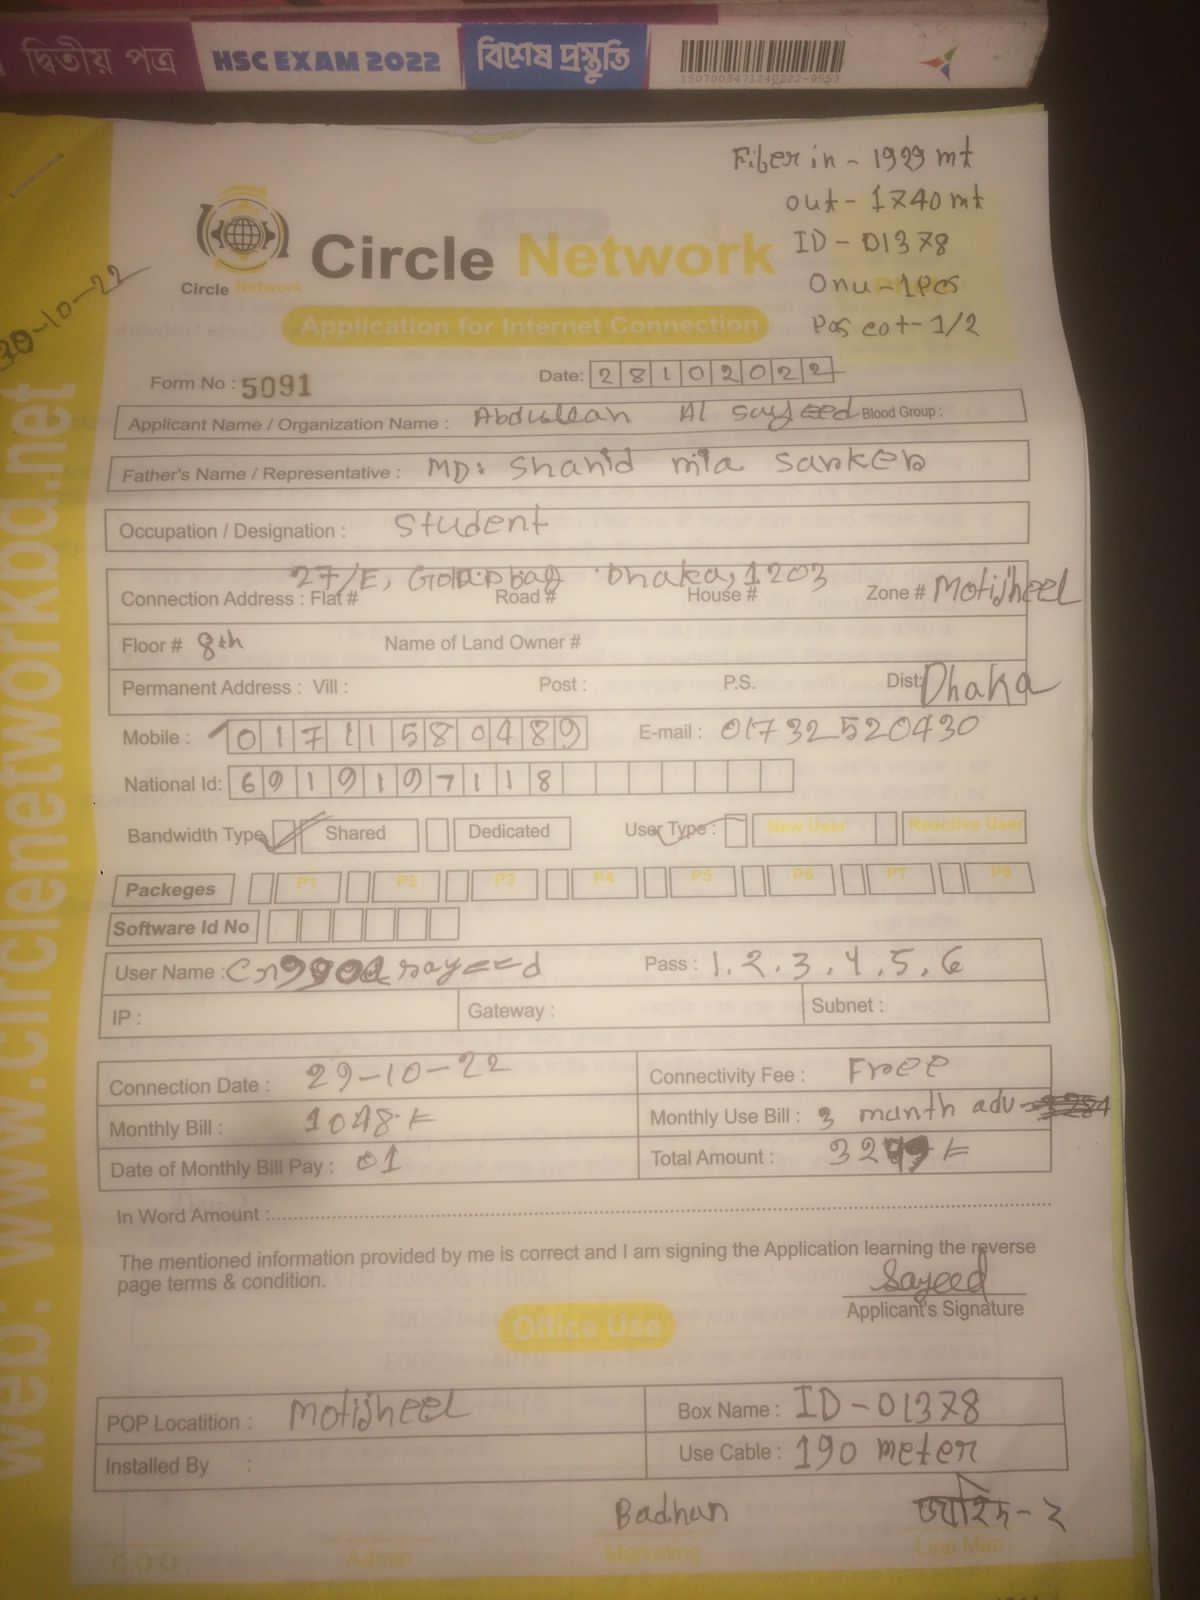 দ্বিতীয় পত্র HSC EXAM 2022 বিশেষ প্রস্তুতি
Fiber in - 1929 mt
out - 1740 mt
ID - 01378
Onu - 1 Pcs
Pas cot - 1/2
30-10-22
Circle Network
Circle Network
Application for Internet Connection
Form No : 5091 Date: 28102022
Applicant Name / Organization Name : Abdullah Al Sayeed Blood Group :
Father's Name / Representative : MD: Shahid mia Sarker
Occupation / Designation : Student
27/E, Golapbag Dhaka, 1203
Connection Address : Flat # Road # House # Zone # Motijheel
Floor # 8th Name of Land Owner #
Permanent Address : Vill : Post : P.S. Dist: Dhaka
Mobile : 01711580489 E-mail : 01732520430
National Id: 6919197118
Bandwidth Type Shared Dedicated User Type : New User Reactive User
Packeges P1 P2 P3 P4 P5 P6 P7 P8
Software Id No
User Name : sayeed Pass : 1.2.3.4.5.6
IP : Gateway : Subnet :
Connection Date : 29-10-22 Connectivity Fee : Free
Monthly Bill : 1048 Monthly Use Bill : 3 manth adv
Date of Monthly Bill Pay : 01 Total Amount :
In Word Amount :
The mentioned information provided by me is correct and I am signing the Application learning the reverse
page terms & condition.
Sayeed
Applicant's Signature
Office Use
POP Locatition : Motijheel Box Name : ID - 01378
Installed By : Use Cable : 190 meter
Badhan জাহিদ - ২
Admin Marketing Line Man
web: www.circlenetworkbd.net